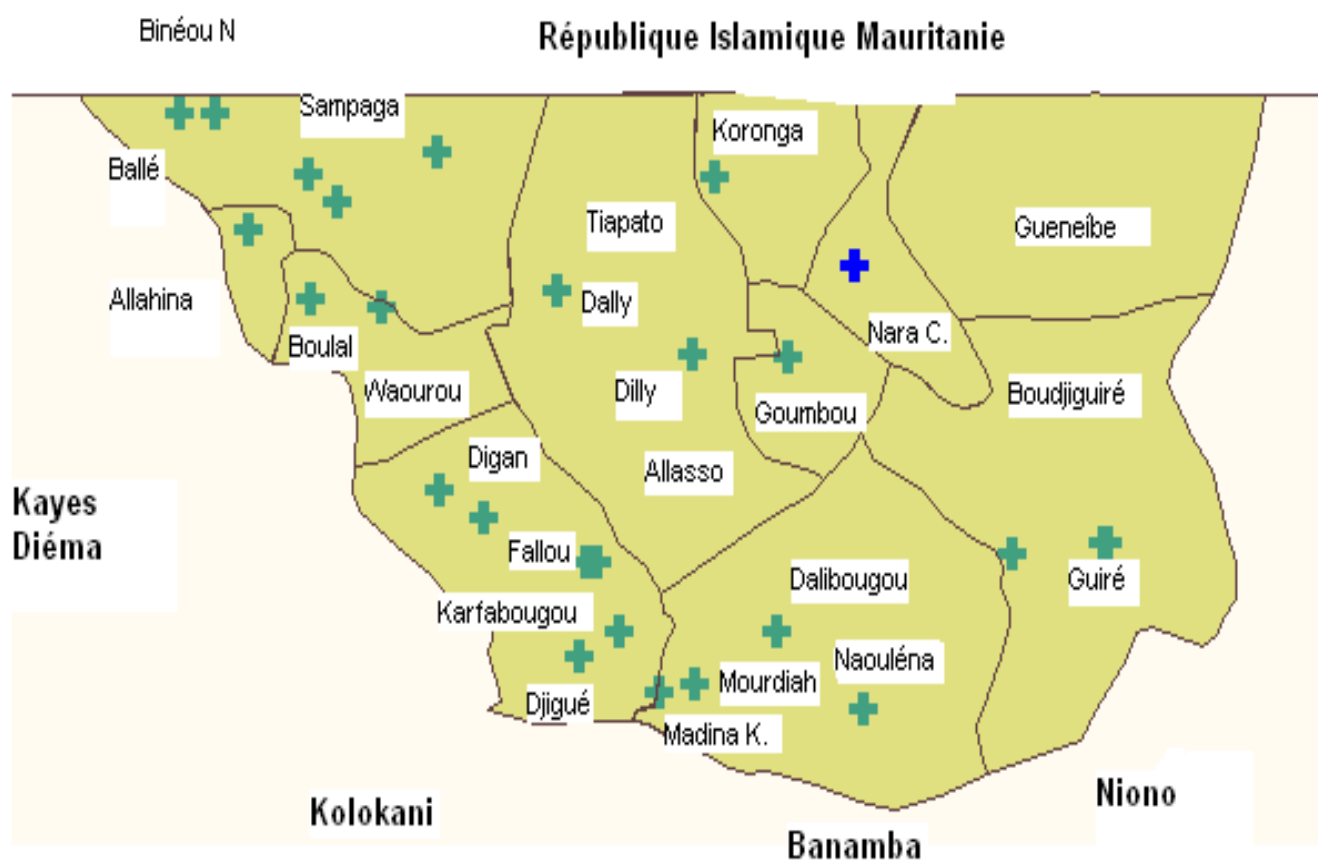 Binéou N
République Islamique Mauritanie
Sampaga
Koronga
Ballé
Tiapato
Gueneîbe
Allahina
Dally
Nara C.
Boulal
Waourou
Dilly
Goumbou
Boudjiguiré
Digan
Allasso
Kayes
Diéma
Fallou
Dalibougou
Guiré
Karfabougou
Naouléna
Mourdiah
Djigué
Madina K.
Niono
Kolokani
Banamba